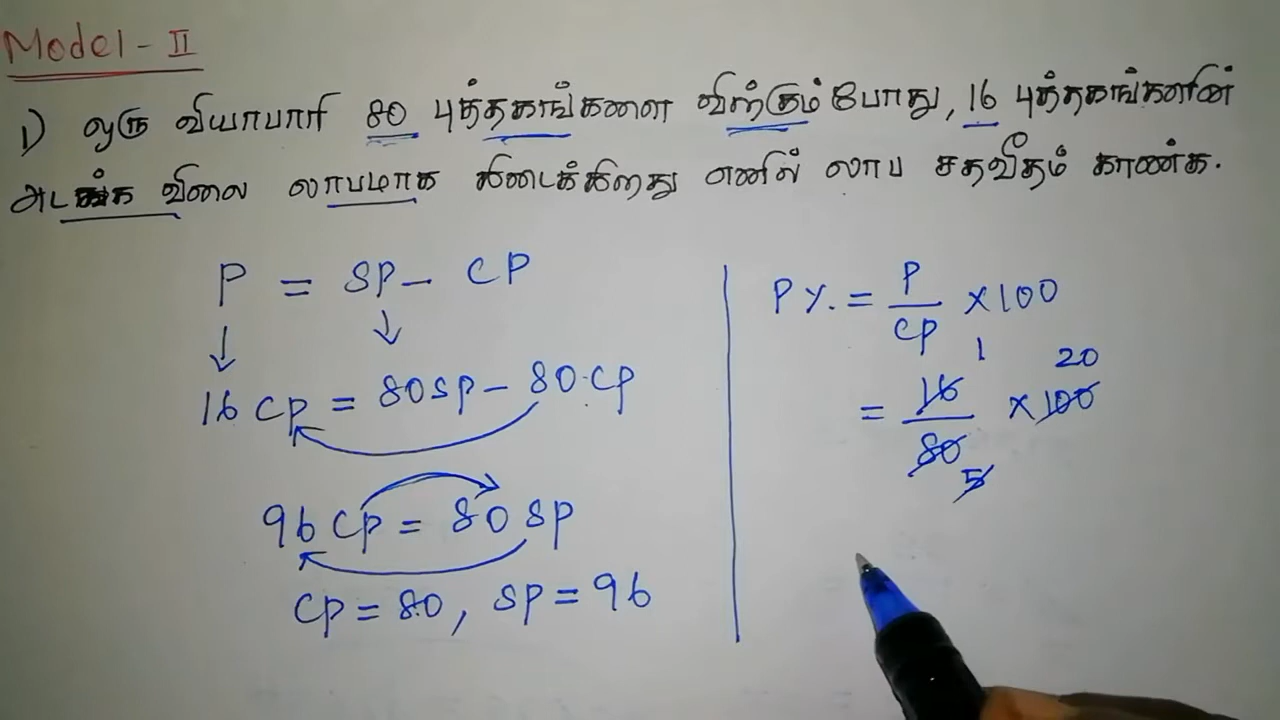 Model - II
1) ஒரு வியாபாரி 80 புத்தகங்களை விற்கும் போது, 16 புத்தகங்களின்
அடக்க விலை லாபமாக கிடைக்கிறது எனில் லாப சதவீதம் காண்க.
P = SP - CP
↓ ↓
16 CP = 80SP - 80·CP
96 CP = 80 SP
CP = 80, SP = 96
P %. = P/CP × 100
1 20
= 16/80 × 100
5